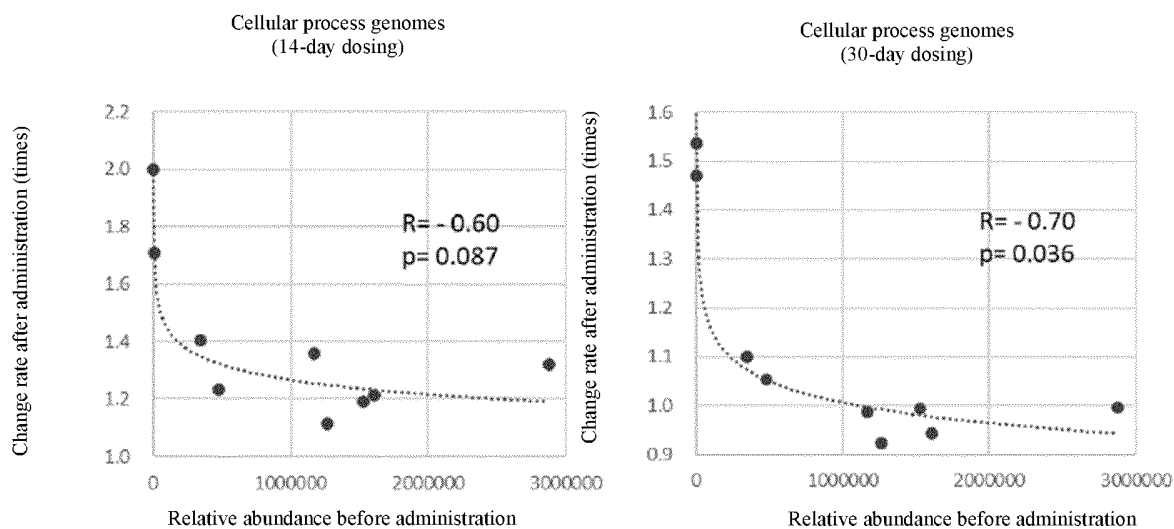 Cellular process genomes
(14-day dosing)
Change rate after administration (times)
2.2
2.0
1.8
1.6
1.4
1.2
1.0
R= - 0.60
p= 0.087
0
1000000
2000000
3000000
Relative abundance before administration
Cellular process genomes
(30-day dosing)
Change rate after administration (times)
1.6
1.5
1.4
1.3
1.2
1.1
1.0
0.9
R= - 0.70
p= 0.036
0
1000000
2000000
3000000
Relative abundance before administration